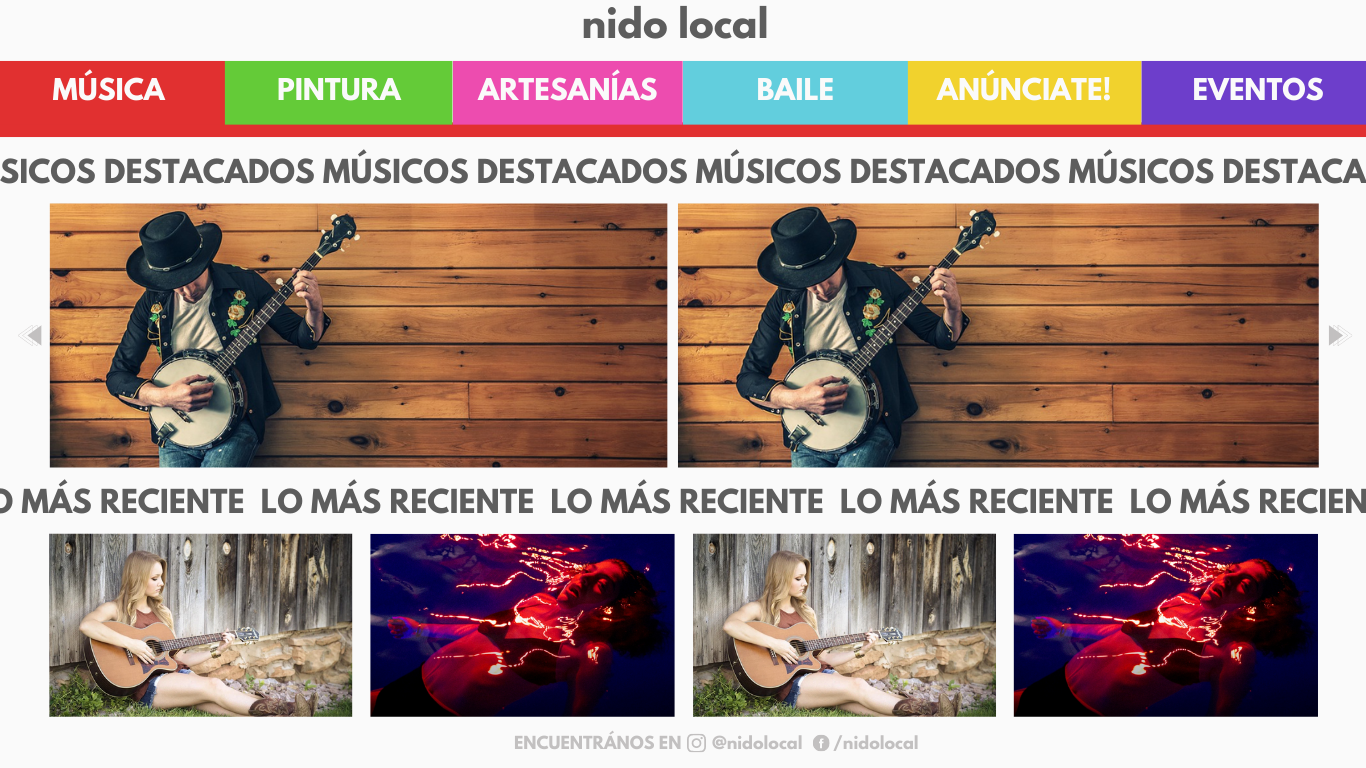 nido local
MÚSICA PINTURA ARTESANÍAS BAILE ANÚNCIATE! EVENTOS
SICOS DESTACADOS MÚSICOS DESTACADOS MÚSICOS DESTACADOS MÚSICOS DESTACA
O MÁS RECIENTE LO MÁS RECIENTE LO MÁS RECIENTE LO MÁS RECIENTE LO MÁS RECIEN
ENCUENTRÁNOS EN @nidolocal /nidolocal